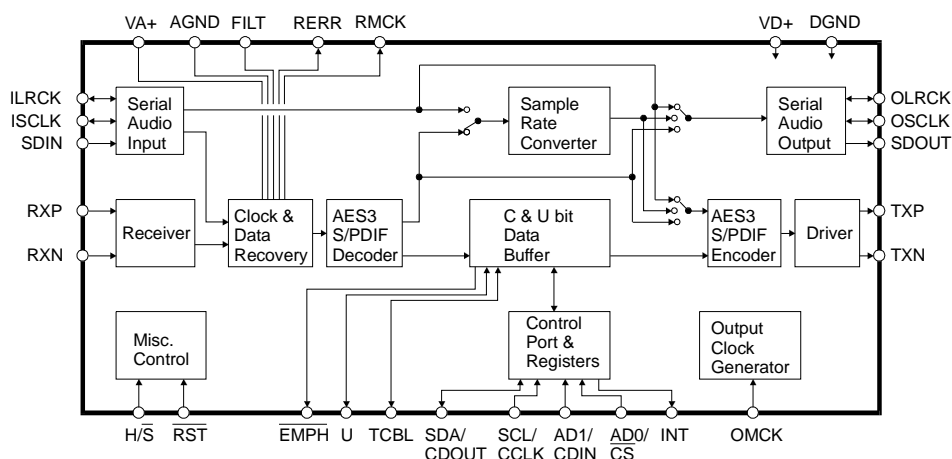 VA+ AGND FILT RERR RMCK VD+ DGND
ILRCK
ISCLK
SDIN
Serial
Audio
Input
Sample
Rate
Converter
Serial
Audio
Output
OLRCK
OSCLK
SDOUT
RXP
RXN
Receiver
Clock &
Data
Recovery
AES3
S/PDIF
Decoder
C & U bit
Data
Buffer
AES3
S/PDIF
Encoder
Driver
TXP
TXN
Misc.
Control
Control
Port &
Registers
Output
Clock
Generator
H/S̅ R̅S̅T̅ E̅M̅P̅H̅ U TCBL SDA/ SCL/ AD1/ AD0/ INT OMCK
CDOUT CCLK CDIN C̅S̅